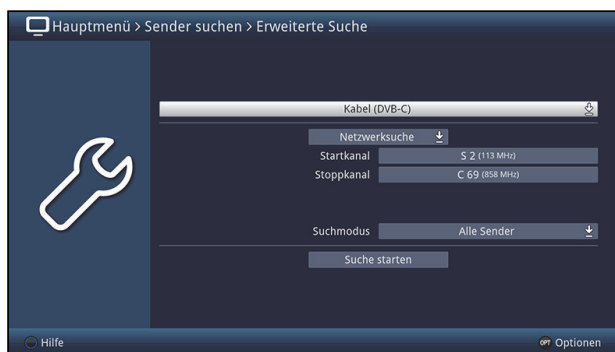 Hauptmenü > Sender suchen > Erweiterte Suche
Kabel (DVB-C)
Netzwerksuche
Startkanal S 2 (113 MHz)
Stoppkanal C 69 (858 MHz)
Suchmodus Alle Sender
Suche starten
Hilfe OPT Optionen